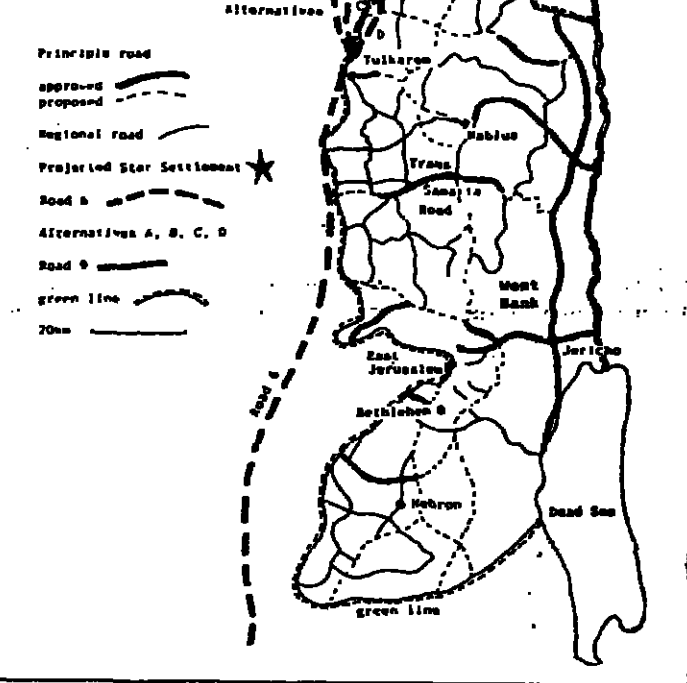 Alternatives
C
D
Principle road
approved
proposed
Regional road
Projected Star Settlement
Road 6
Alternatives A, B, C, D
Road 9
green line
20km
Tulkarem
Nablus
Trans
Samaria
Road
West
Bank
Jericho
East
Jerusalem
Road 6
Bethlehem
Hebron
Dead Sea
green line